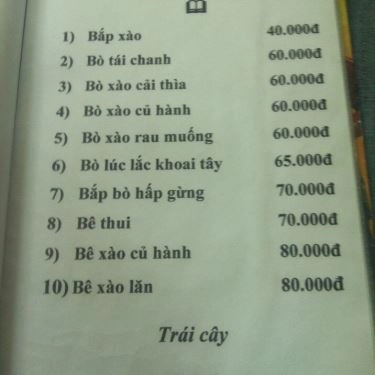 1) Bắp xào 40.000đ
2) Bò tái chanh 60.000đ
3) Bò xào cải thìa 60.000đ
4) Bò xào củ hành 60.000đ
5) Bò xào rau muống 60.000đ
6) Bò lúc lắc khoai tây 65.000đ
7) Bắp bò hấp gừng 70.000đ
8) Bê thui 70.000đ
9) Bê xào củ hành 80.000đ
10) Bê xào lăn 80.000đ
Trái cây